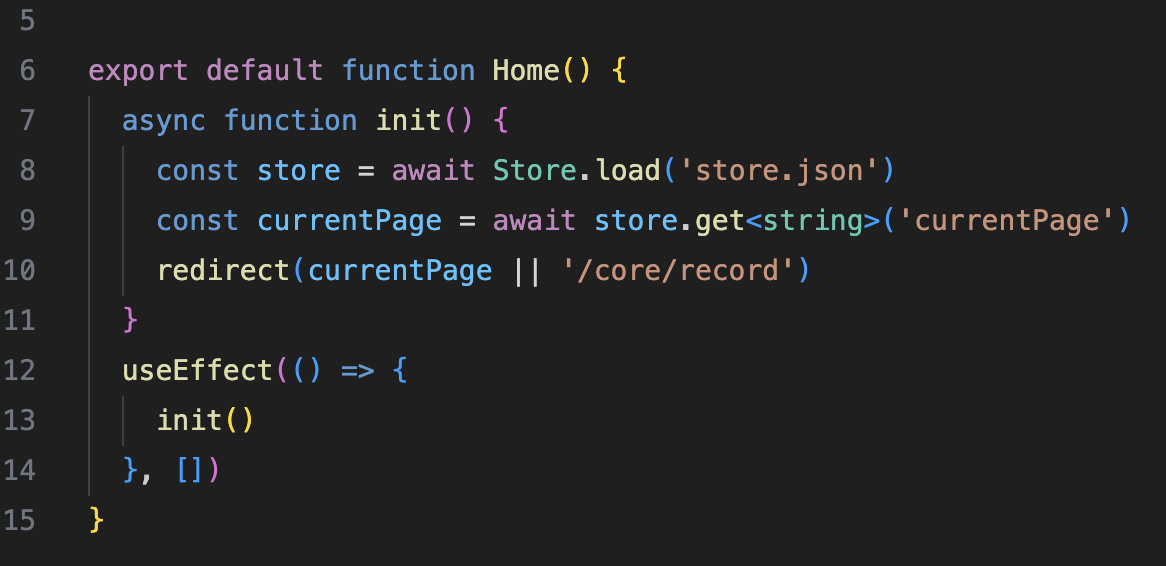 5
6 export default function Home() {
7 async function init() {
8 const store = await Store.load('store.json')
9 const currentPage = await store.get<string>('currentPage')
10 redirect(currentPage || '/core/record')
11 }
12 useEffect(() => {
13 init()
14 }, [])
15 }